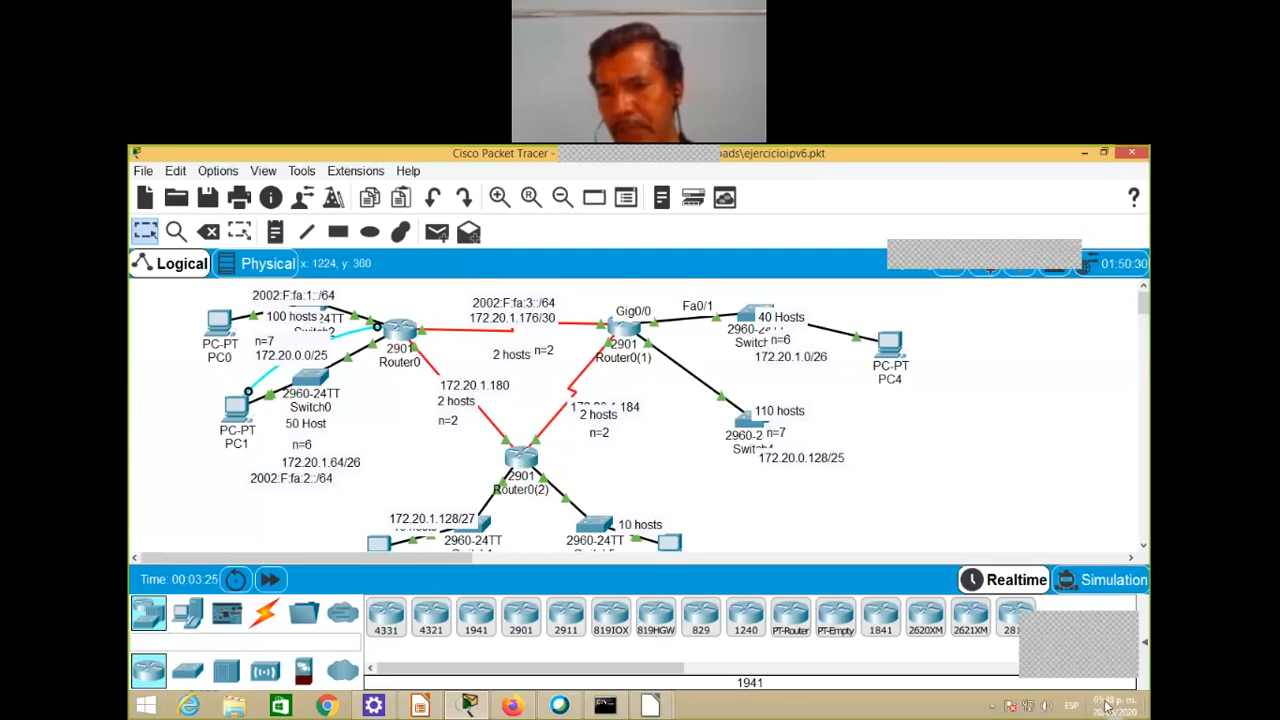 Cisco Packet Tracer -
oads\ejercicioipv6.pkt
File Edit Options View Tools Extensions Help
Logical
Physical
x: 1224, y: 360
01:50:30
2002:F:fa:1::/64
100 hosts
PC-PT
PC0
n=7
172.20.0.0/25
2901
Router0
2960-24TT
Switch0
PC-PT
PC1
50 Host
n=6
172.20.1.64/26
2002:F:fa:2::/64
2002:F:fa:3::/64
172.20.1.176/30
2 hosts
n=2
172.20.1.180
2 hosts
n=2
2 hosts
n=2
Gig0/0
Fa0/1
2901
Router0(1)
40 Hosts
n=6
172.20.1.0/26
PC-PT
PC4
110 hosts
n=7
172.20.0.128/25
2901
Router0(2)
172.20.1.128/27
2960-24TT
10 hosts
2960-24TT
Time: 00:03:25
Realtime
Simulation
4331 4321 1941 2901 2911 819IOX 819HGW 829 1240 PT-Router PT-Empty 1841 2620XM 2621XM
1941
ESP